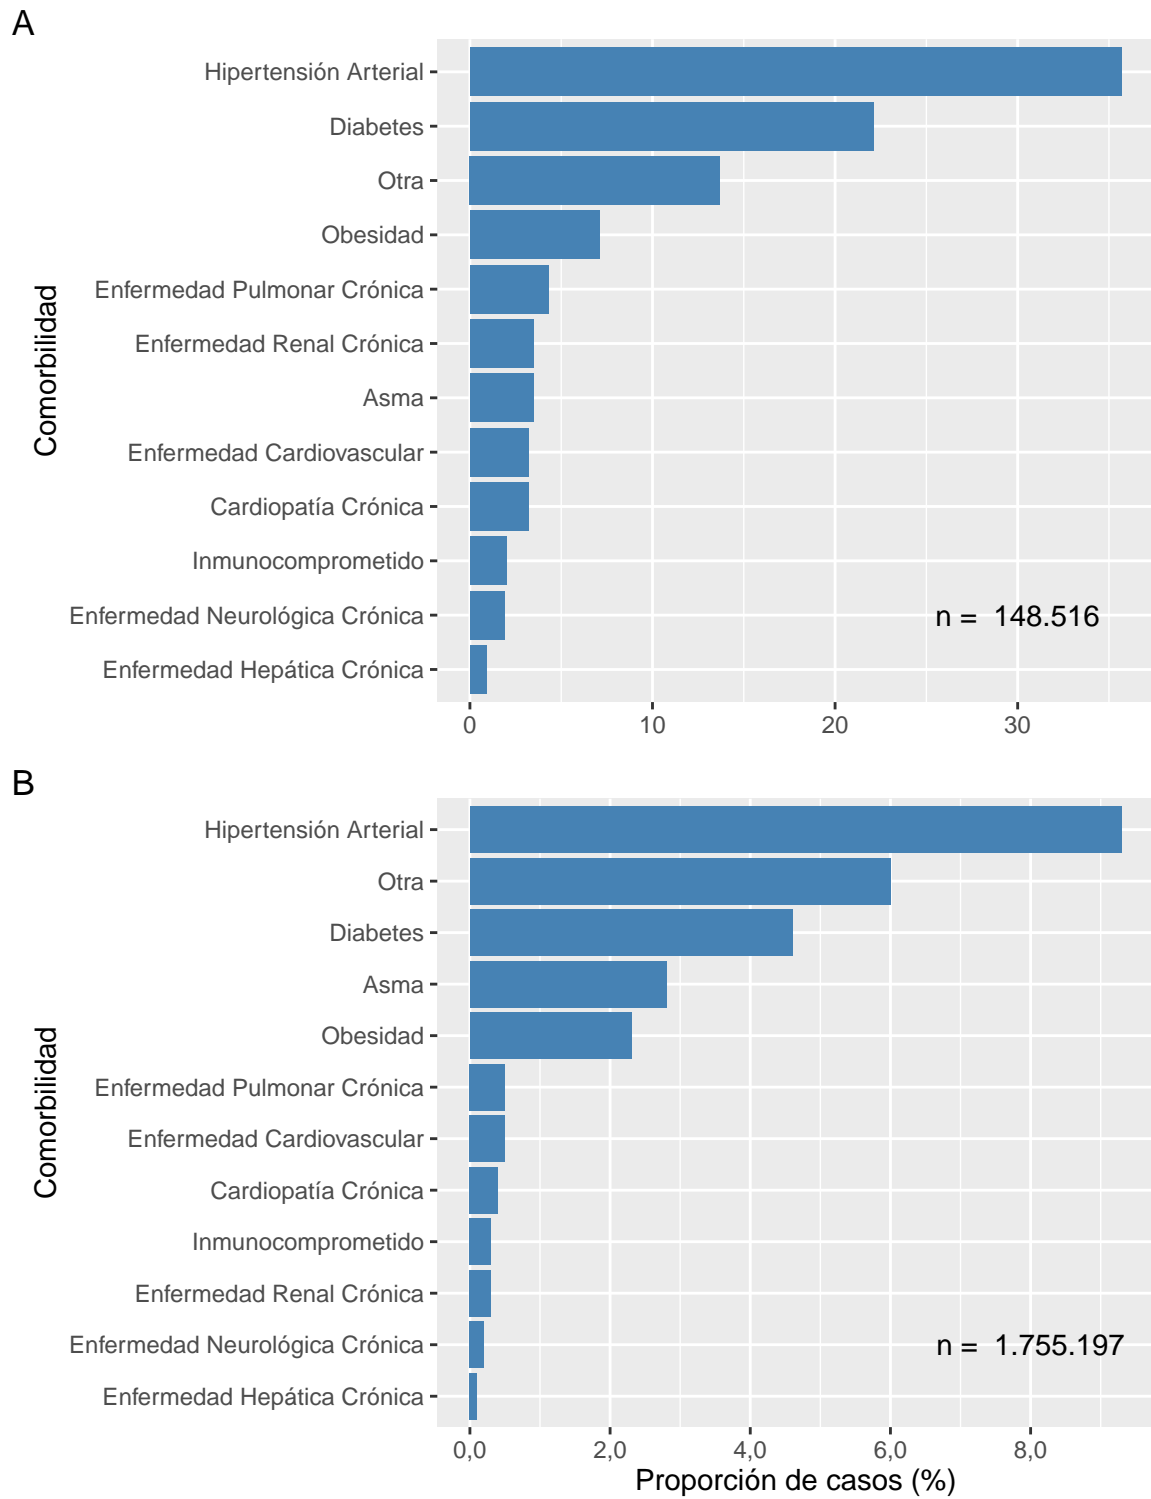 A
Hipertensión Arterial
Diabetes
Otra
Obesidad
Enfermedad Pulmonar Crónica
Enfermedad Renal Crónica
Asma
Enfermedad Cardiovascular
Cardiopatía Crónica
Inmunocomprometido
Enfermedad Neurológica Crónica
Enfermedad Hepática Crónica
Comorbilidad
n = 148.516
0 10 20 30
B
Hipertensión Arterial
Otra
Diabetes
Asma
Obesidad
Enfermedad Pulmonar Crónica
Enfermedad Cardiovascular
Cardiopatía Crónica
Inmunocomprometido
Enfermedad Renal Crónica
Enfermedad Neurológica Crónica
Enfermedad Hepática Crónica
Comorbilidad
n = 1.755.197
0,0 2,0 4,0 6,0 8,0
Proporción de casos (%)